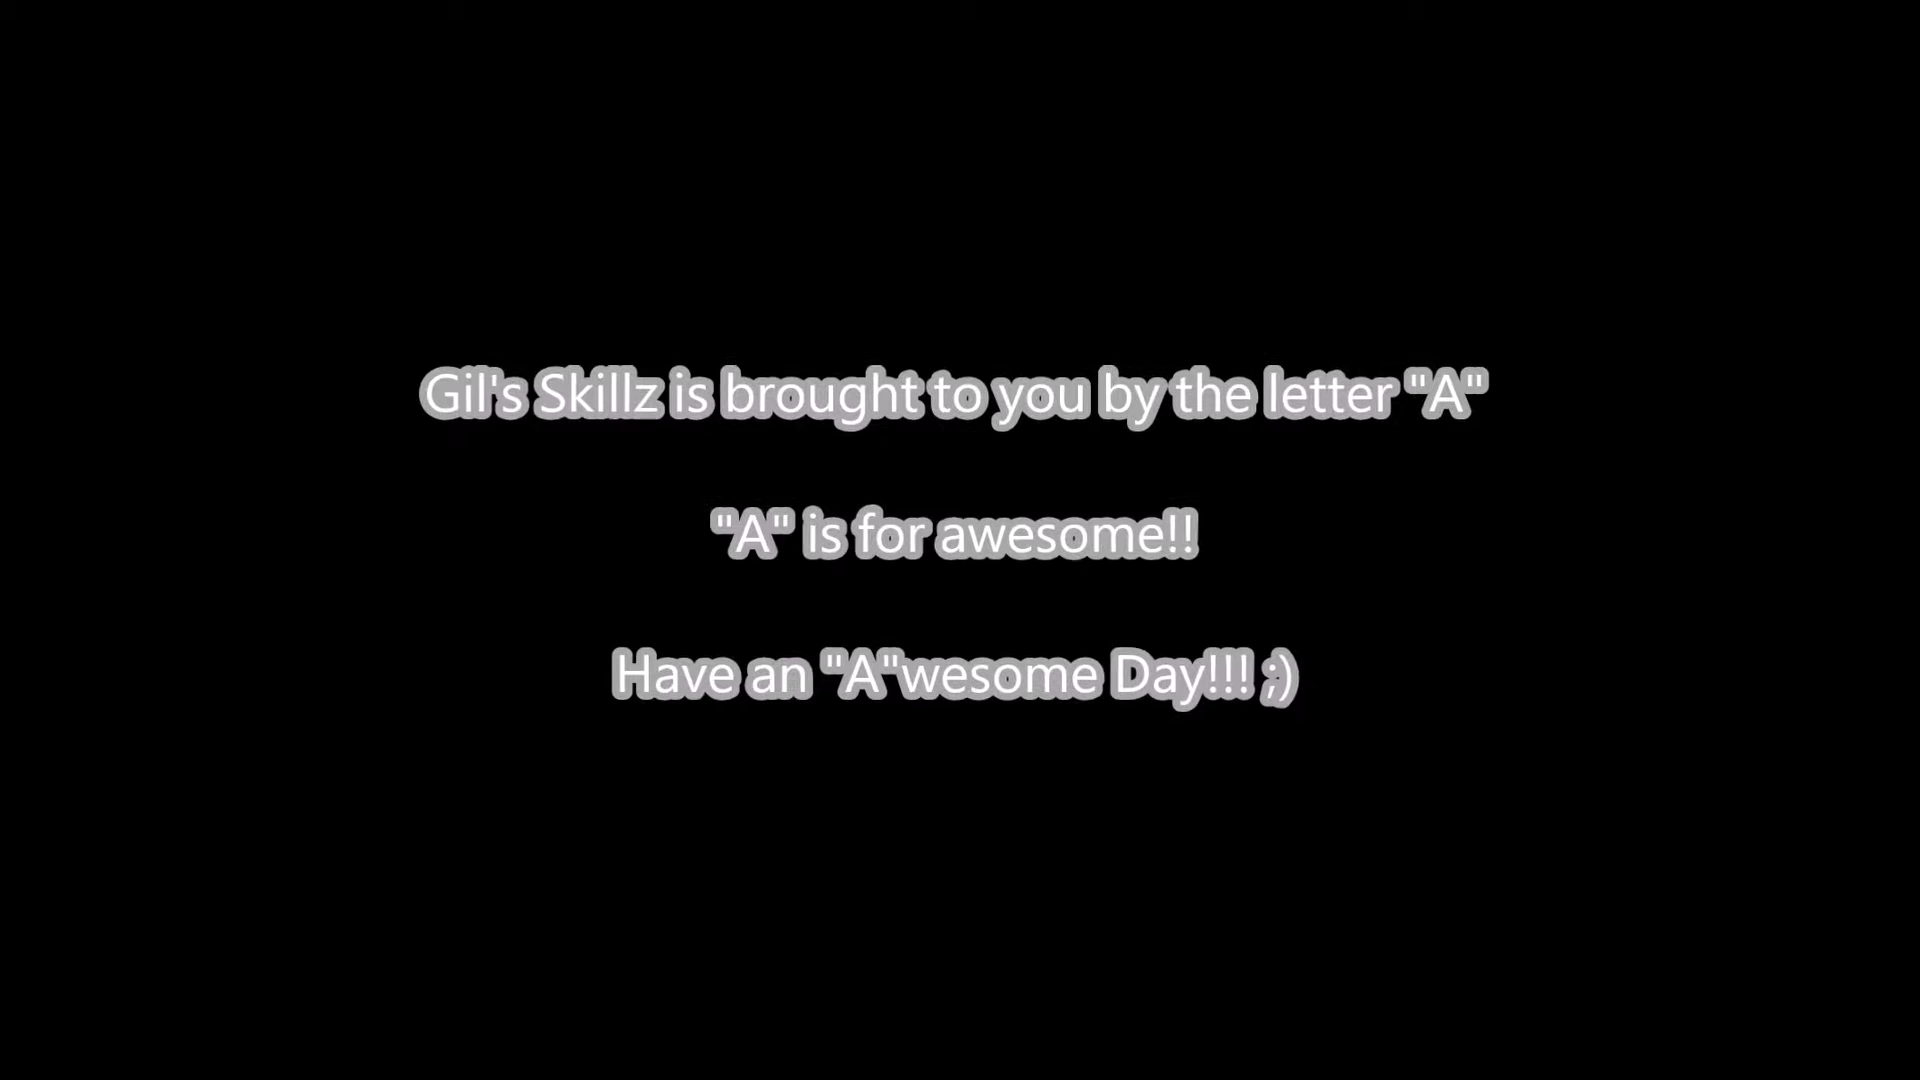 Gil's Skillz is brought to you by the letter "A"
"A" is for awesome!!
Have an "A"wesome Day!!! ;)